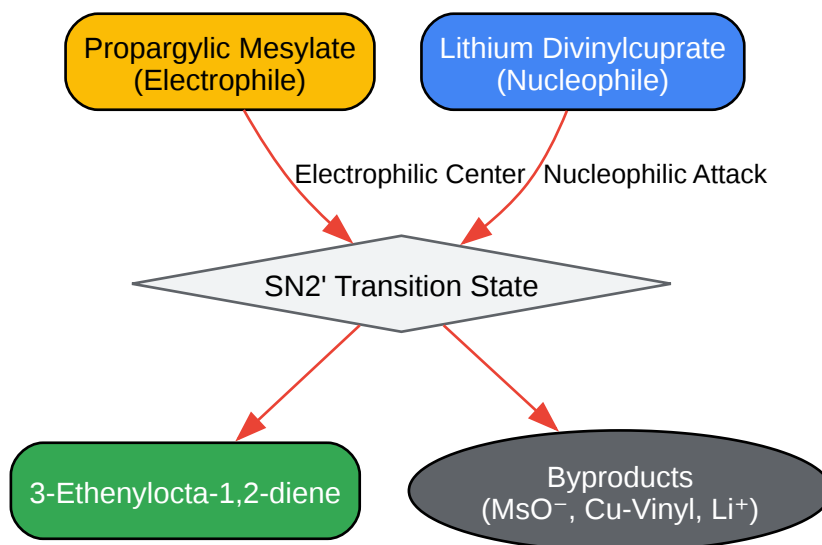 Propargylic Mesylate
(Electrophile)
Lithium Divinylcuprate
(Nucleophile)
Electrophilic Center
Nucleophilic Attack
SN2' Transition State
3-Ethenylocta-1,2-diene
Byproducts
(MsO⁻, Cu-Vinyl, Li⁺)